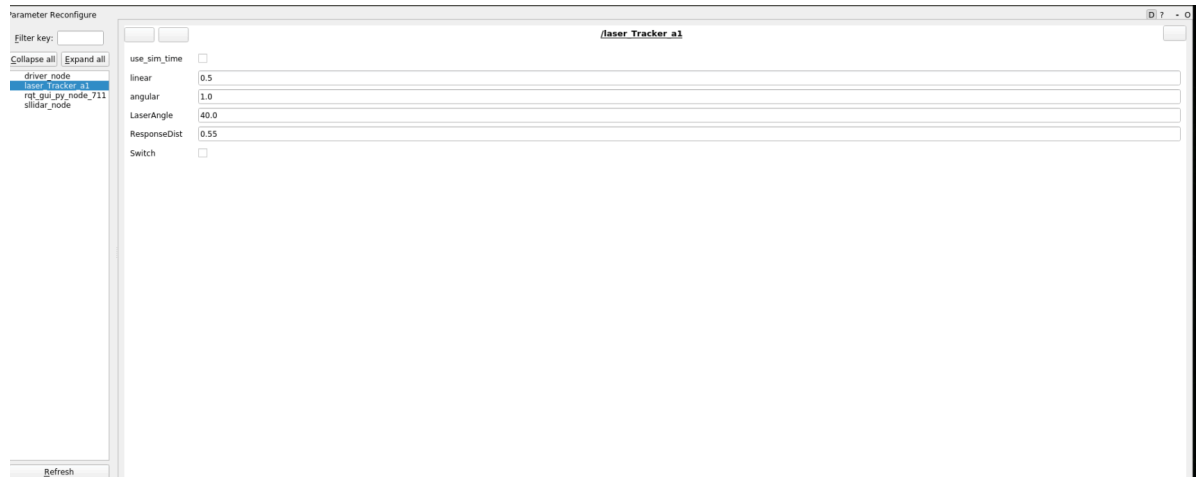 Parameter Reconfigure
D ? - O
Filter key:
Collapse all Expand all
driver_node
laser_Tracker_a1
rqt_gui_py_node_711
sllidar_node
Refresh
/laser_Tracker_a1
use_sim_time
linear 0.5
angular 1.0
LaserAngle 40.0
ResponseDist 0.55
Switch